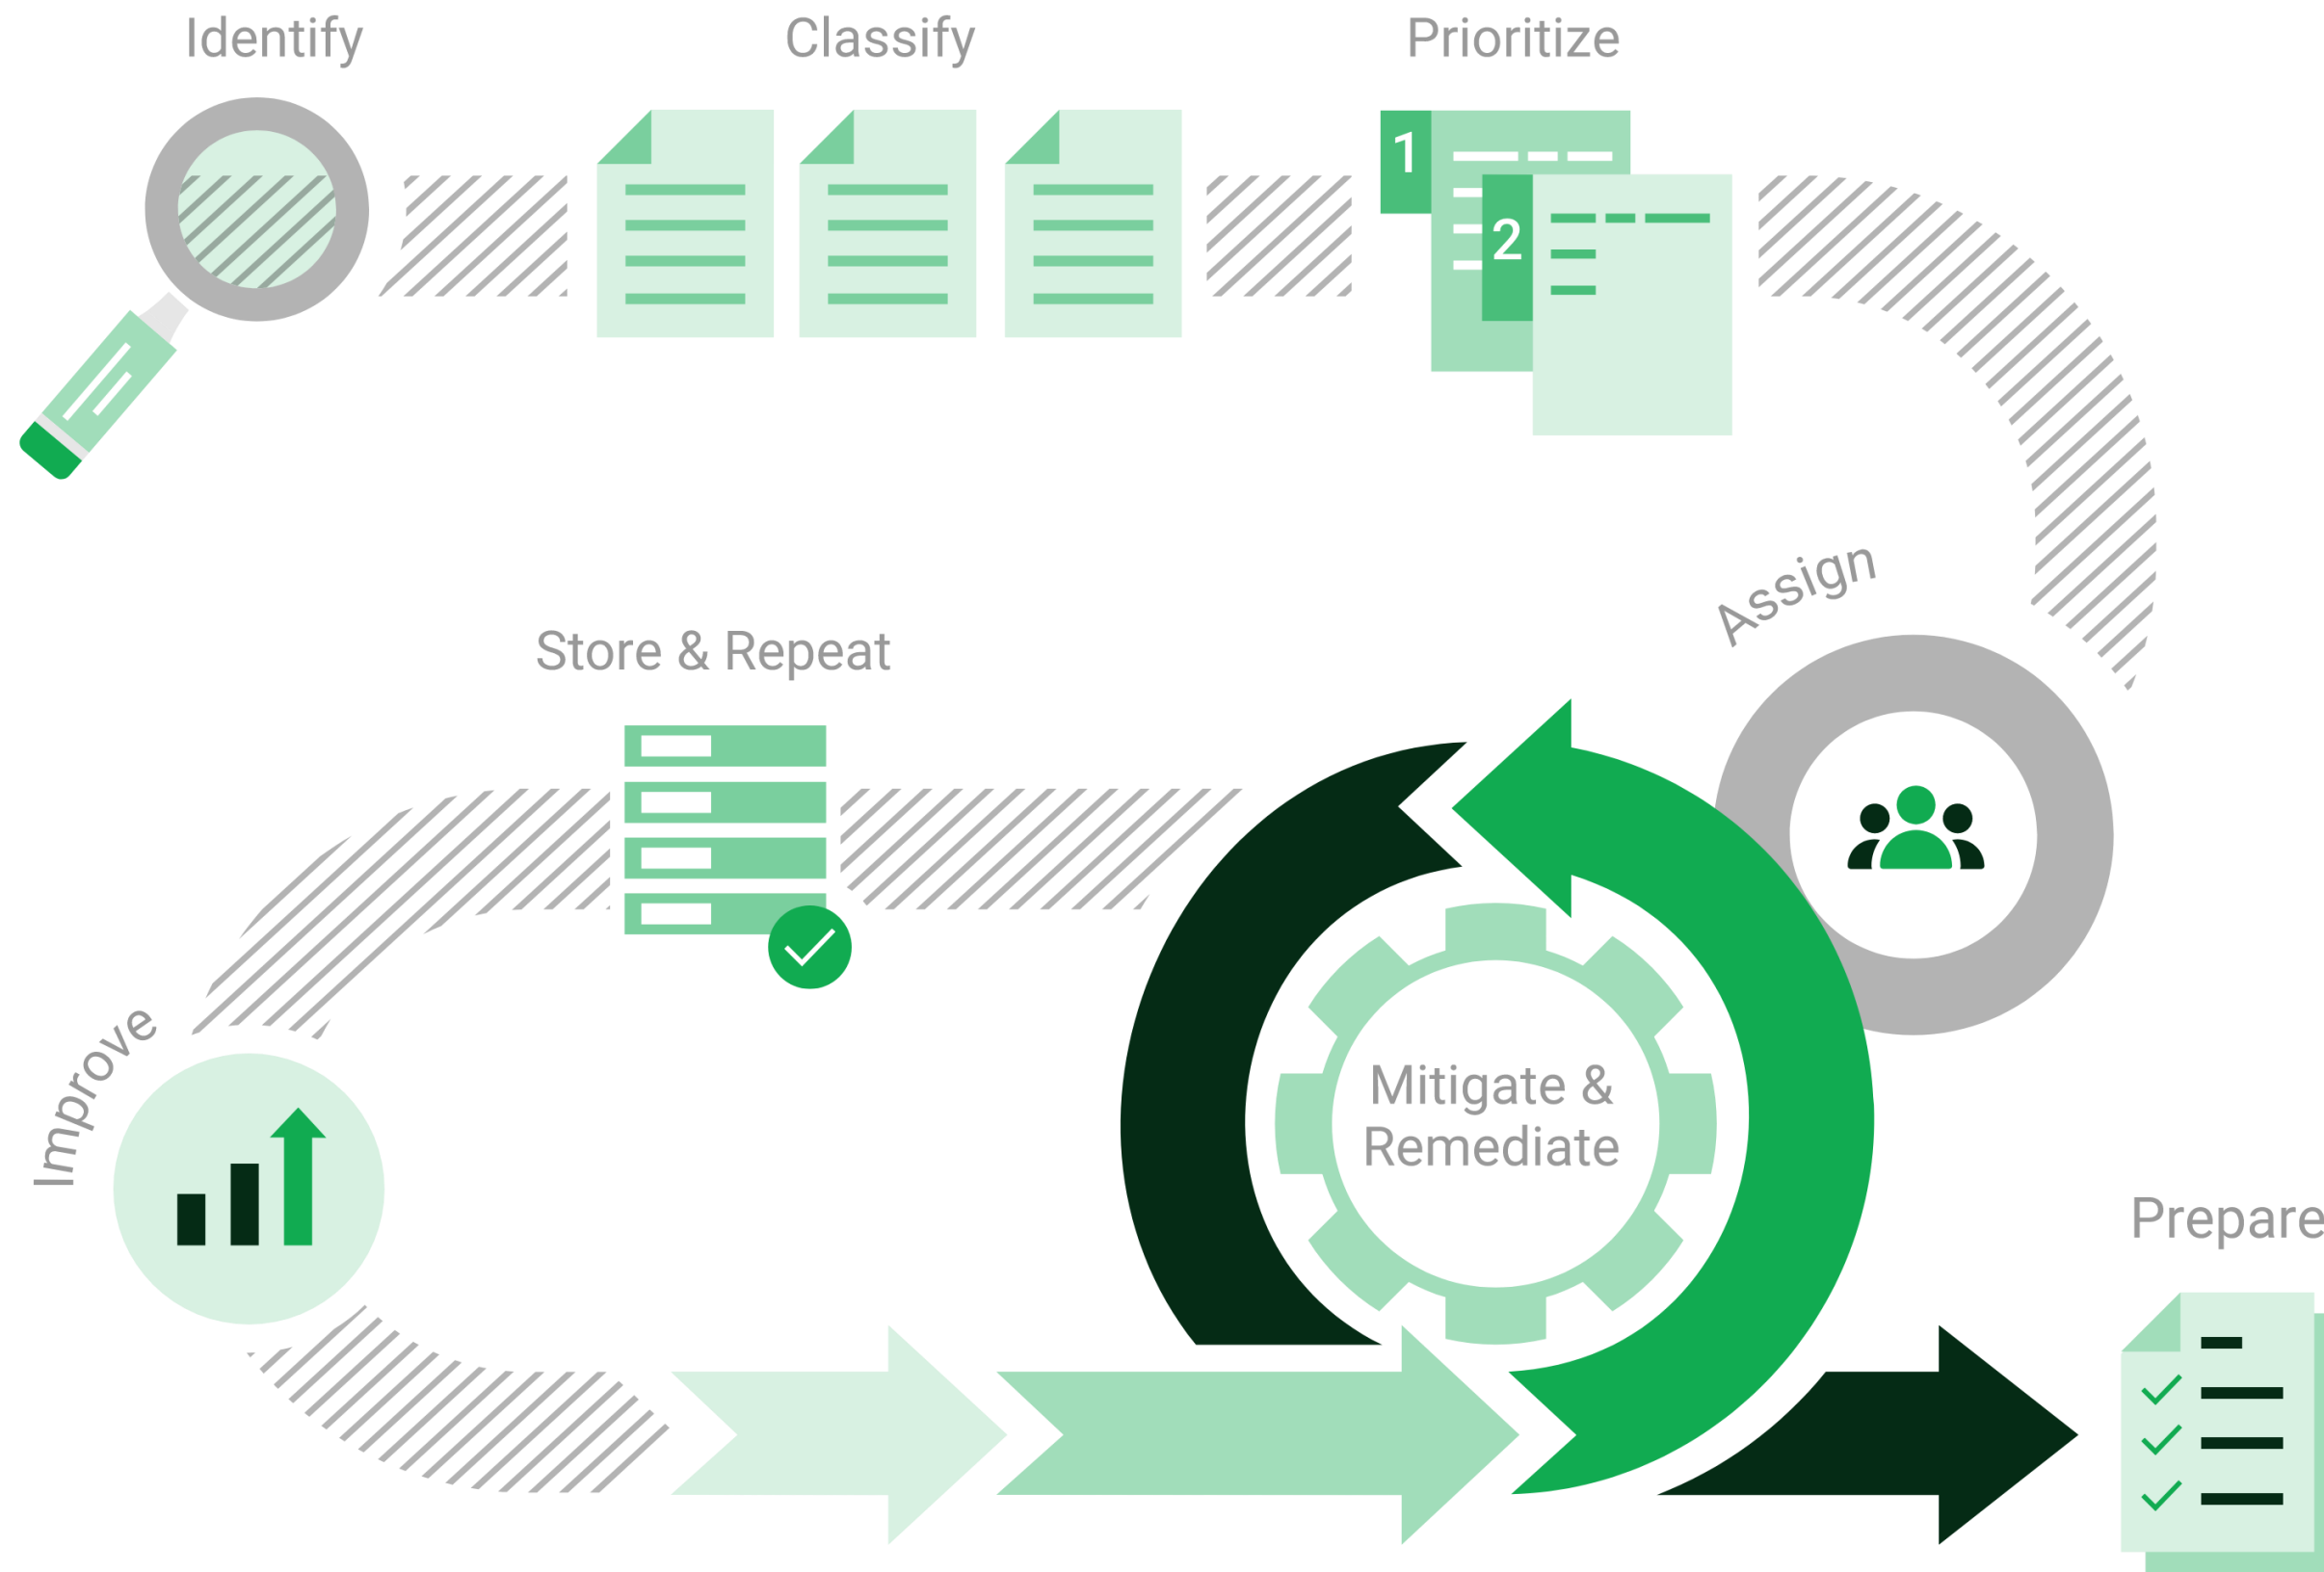 Identify
Classify
Prioritize
1
2
Assign
Store & Repeat
Improve
Mitigate &
Remediate
Prepare